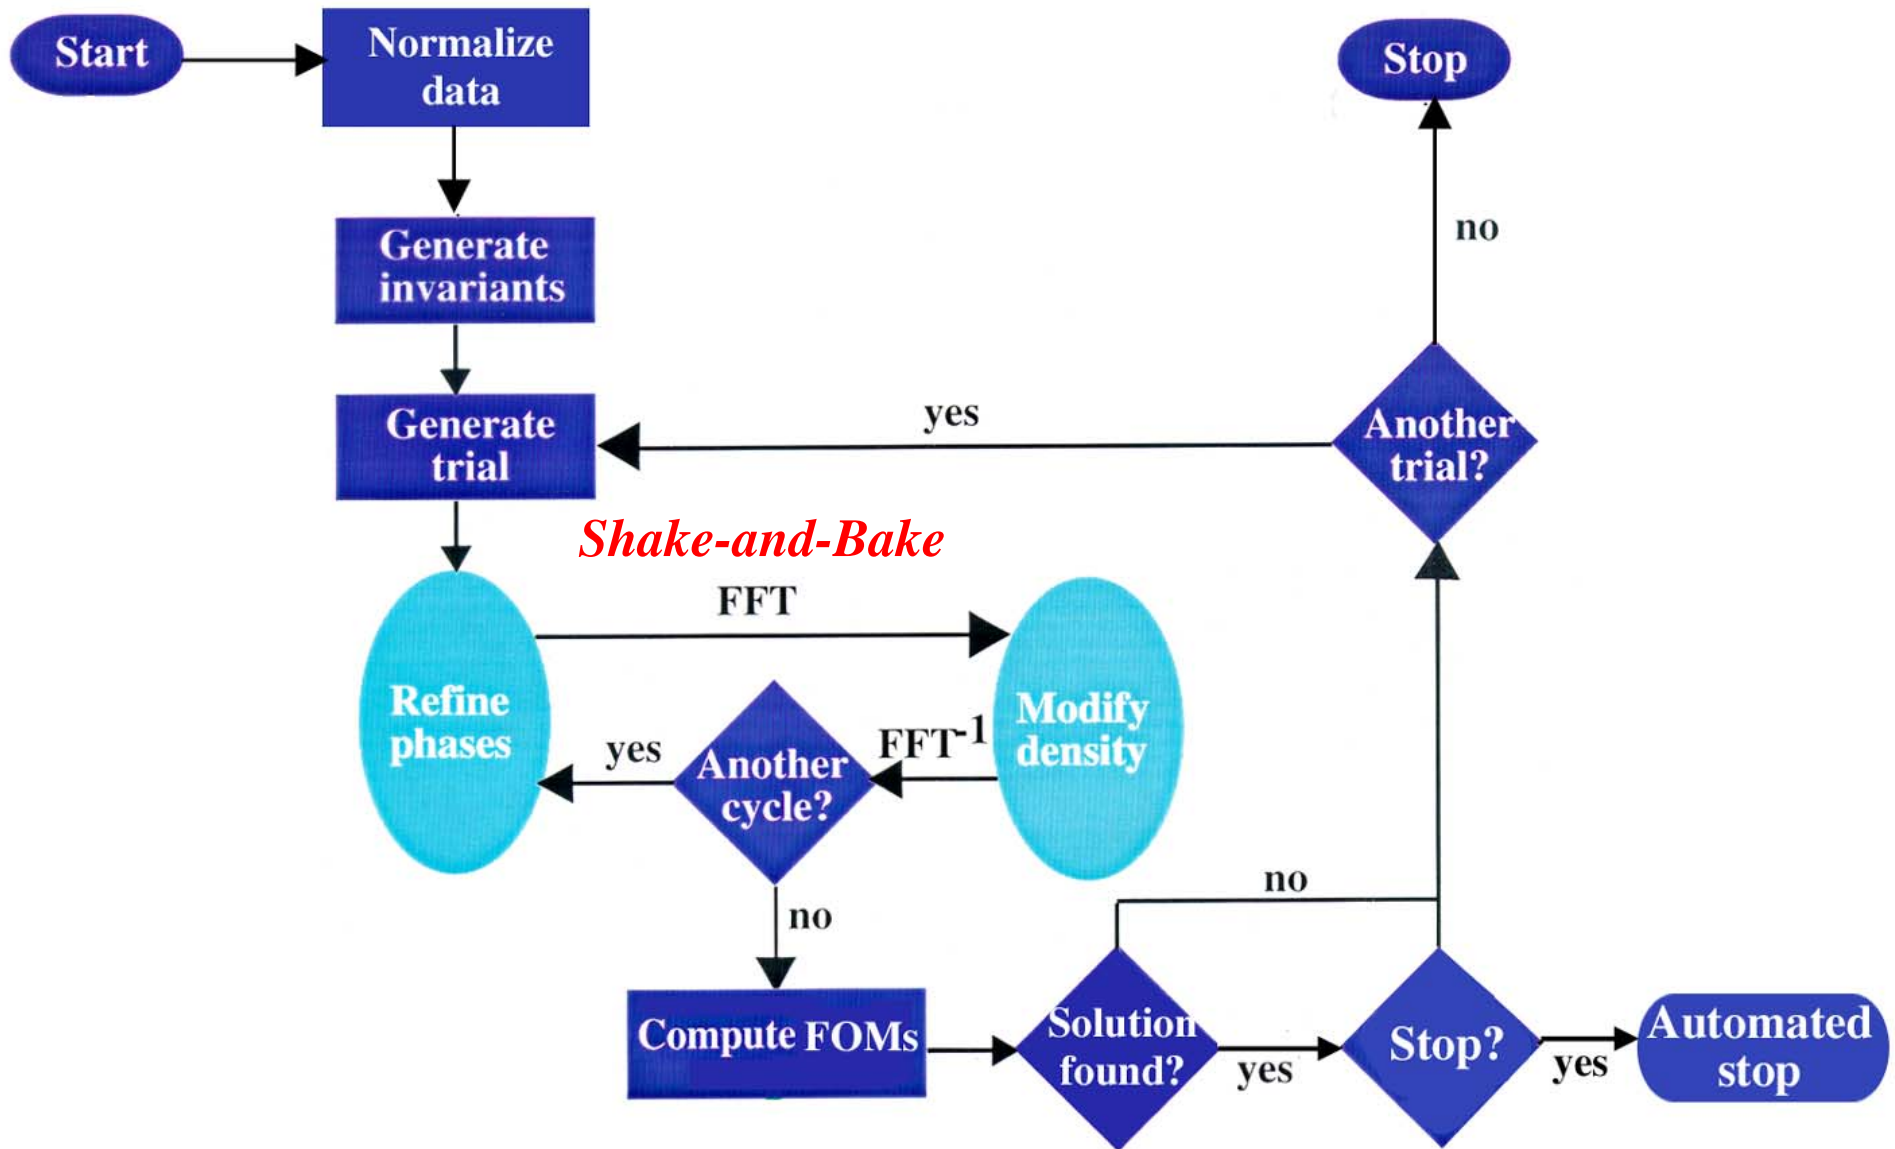 Start
Normalize
data
Stop
no
Generate
invariants
Generate
trial
yes
Another
trial?
Shake-and-Bake
FFT
Refine
phases
yes
Another
cycle?
FFT-1
Modify
density
no
no
Compute FOMs
Solution
found?
yes
Stop?
yes
Automated
stop